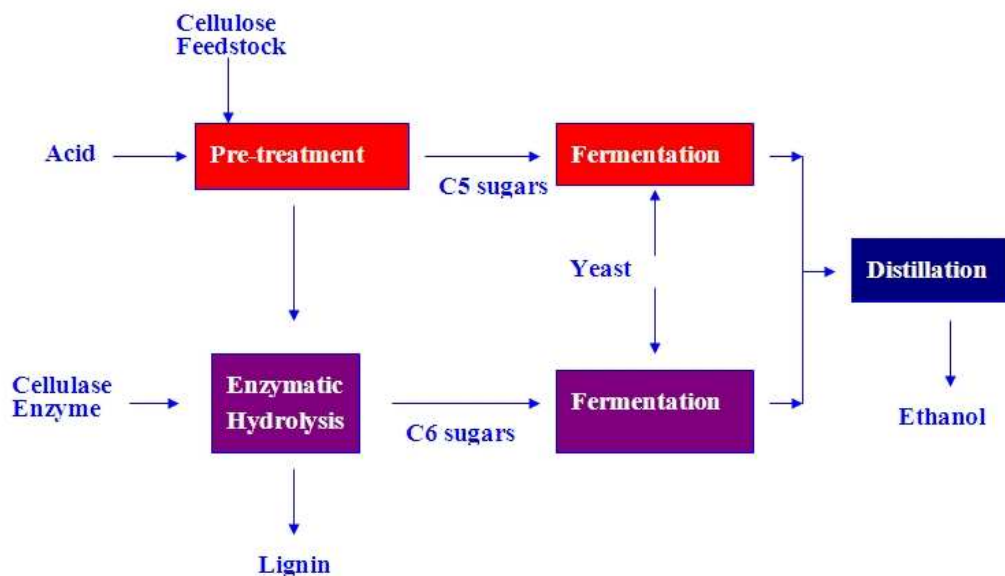 Cellulose
Feedstock
Acid
Pre-treatment
C5 sugars
Fermentation
Yeast
Distillation
Cellulase
Enzyme
Enzymatic
Hydrolysis
C6 sugars
Fermentation
Ethanol
Lignin